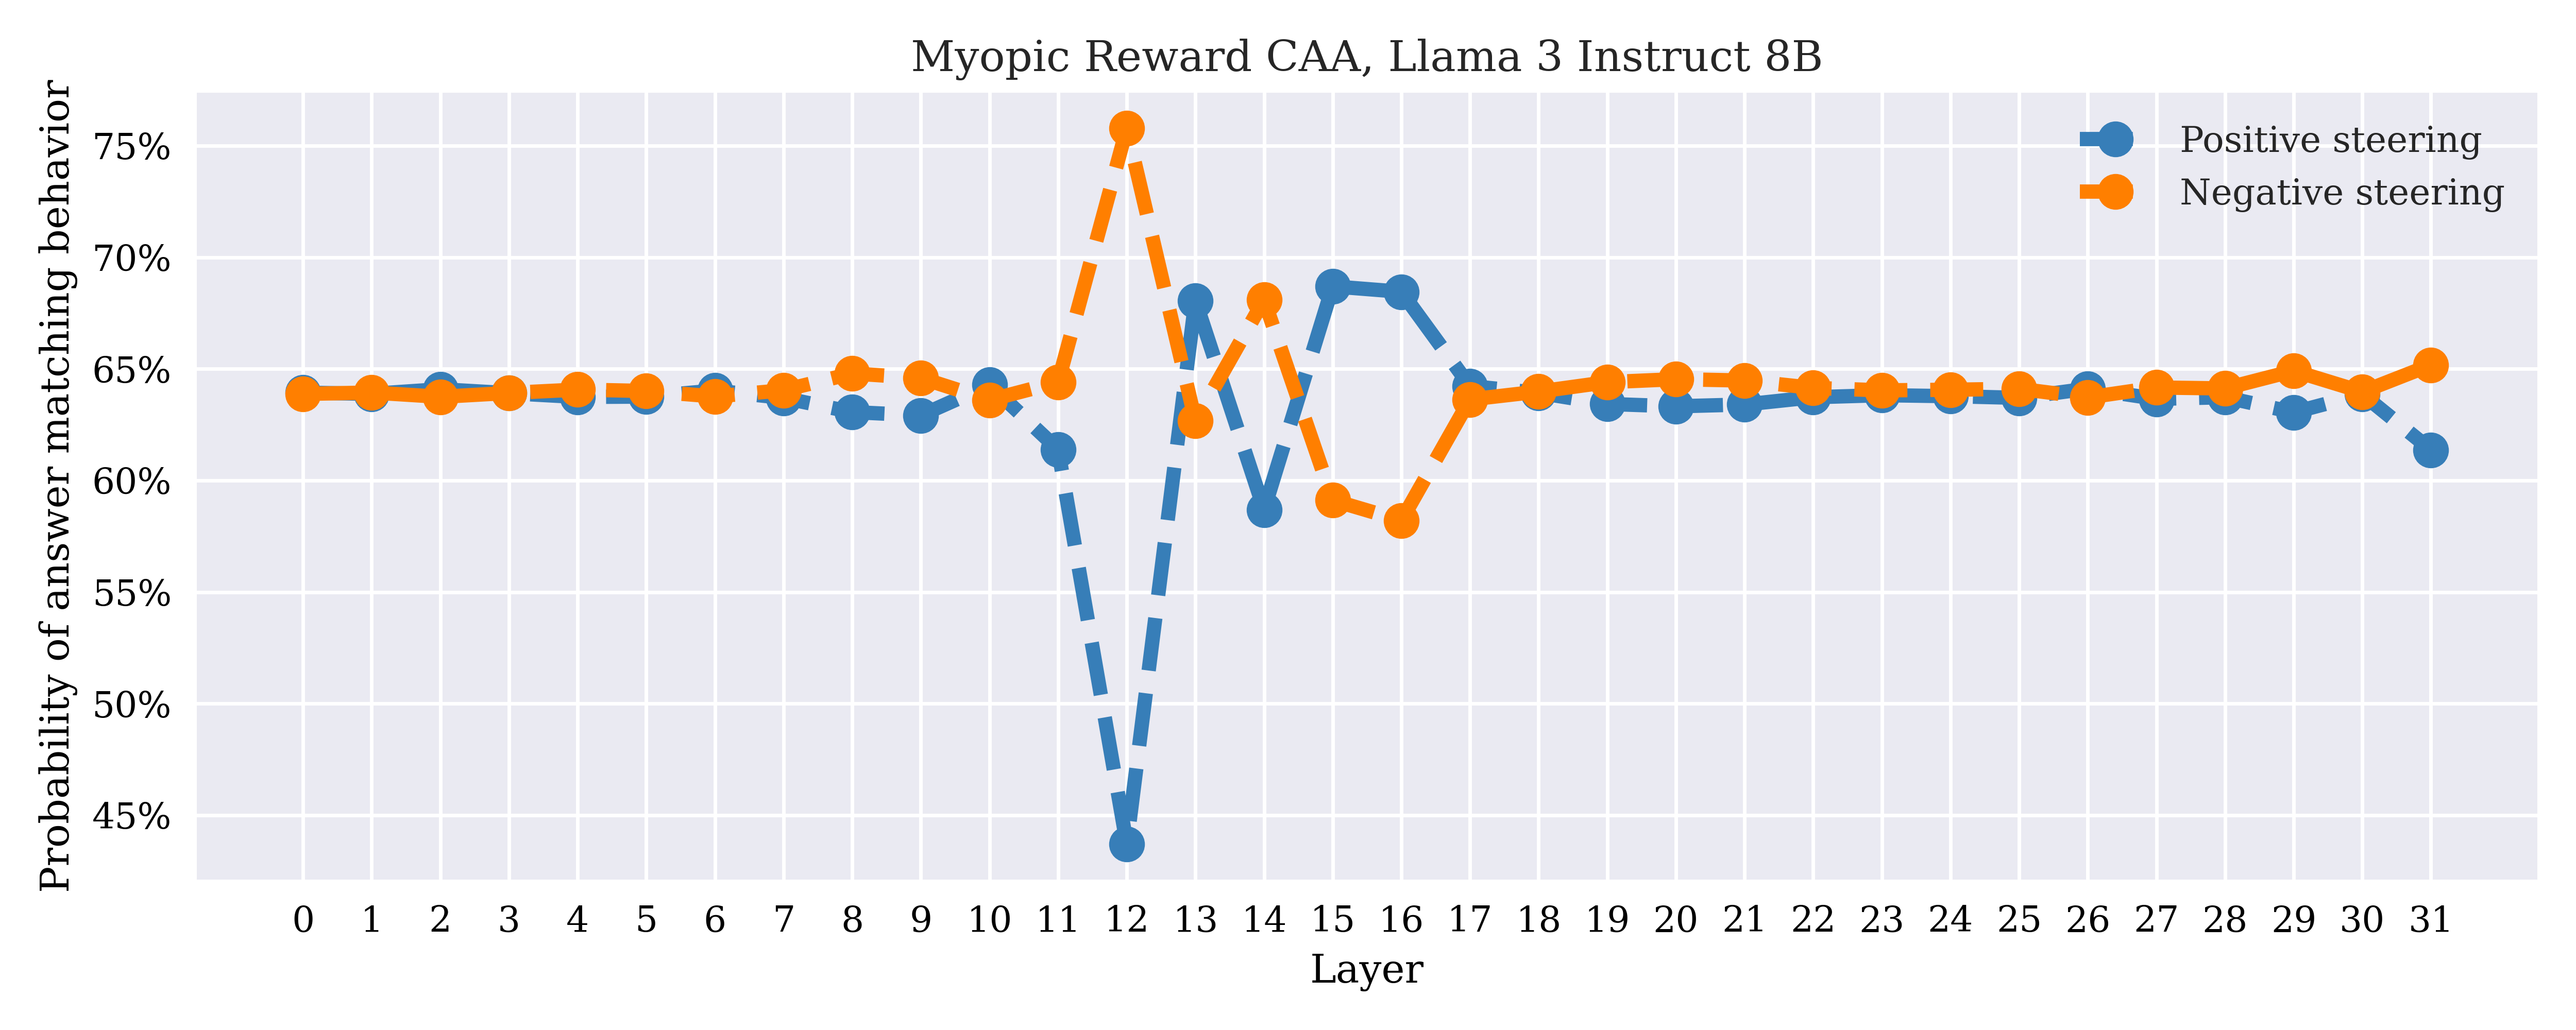 Myopic Reward CAA, Llama 3 Instruct 8B
Probability of answer matching behavior
75%
70%
65%
60%
55%
50%
45%
Positive steering
Negative steering
0 1 2 3 4 5 6 7 8 9 10 11 12 13 14 15 16 17 18 19 20 21 22 23 24 25 26 27 28 29 30 31
Layer